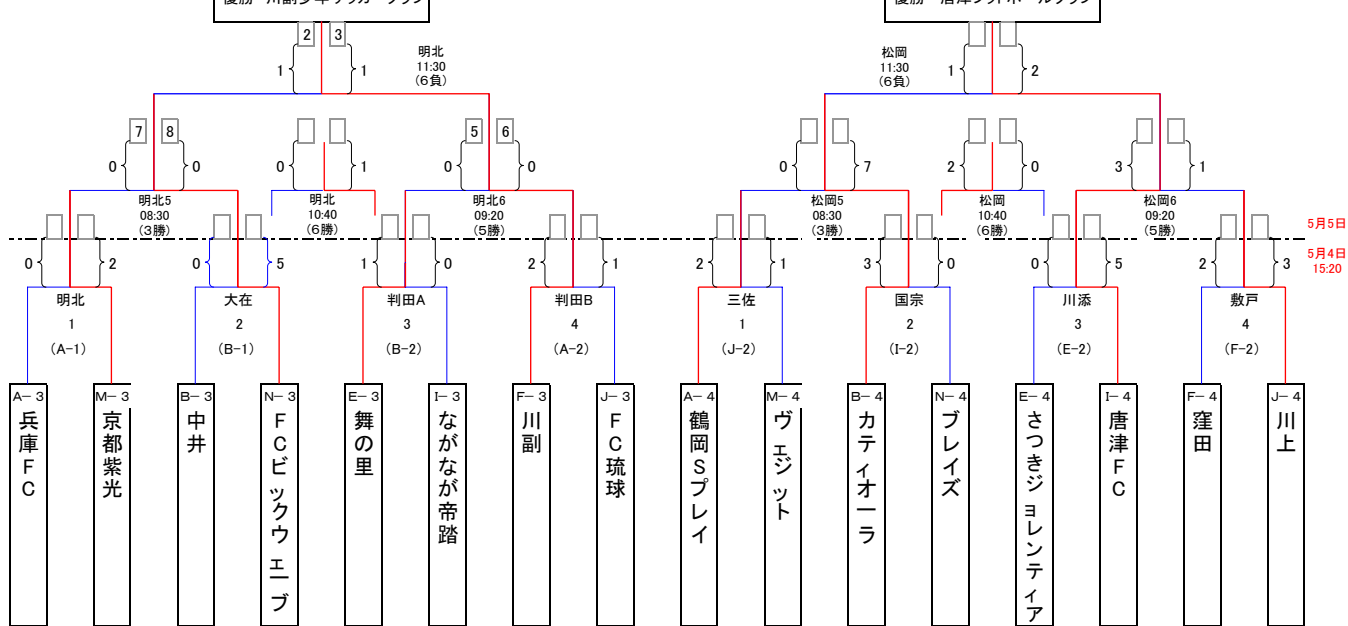 優勝 川副少年サッカークラブ
優勝 唐津フットボールクラブ
2 3
明北
11:30
(6負)
1 1
松岡
11:30
(6負)
1 2
7 8
5 6
0 0
0 1
0 0
0 7
2 0
3 1
明北5
08:30
(3勝)
明北
10:40
(6勝)
明北6
09:20
(5勝)
松岡5
08:30
(3勝)
松岡
10:40
(6勝)
松岡6
09:20
(5勝)
5月5日
5月4日
15:20
0 2
0 5
1 0
2 1
2 1
3 0
0 5
2 3
明北
1
(A-1)
大在
2
(B-1)
判田A
3
(B-2)
判田B
4
(A-2)
三佐
1
(J-2)
国宗
2
(I-2)
川添
3
(E-2)
敷戸
4
(F-2)
A-3
兵庫FC
M-3
京都紫光
B-3
中井
N-3
FCビックウェーブ
E-3
舞の里
I-3
ながなが帝踏
F-3
川副
J-3
FC琉球
A-4
鶴岡Sプレイ
M-4
ヴェジット
B-4
カティオーラ
N-4
ブレイズ
E-4
さつきジョレンティア
I-4
唐津FC
F-4
窪田
J-4
川上